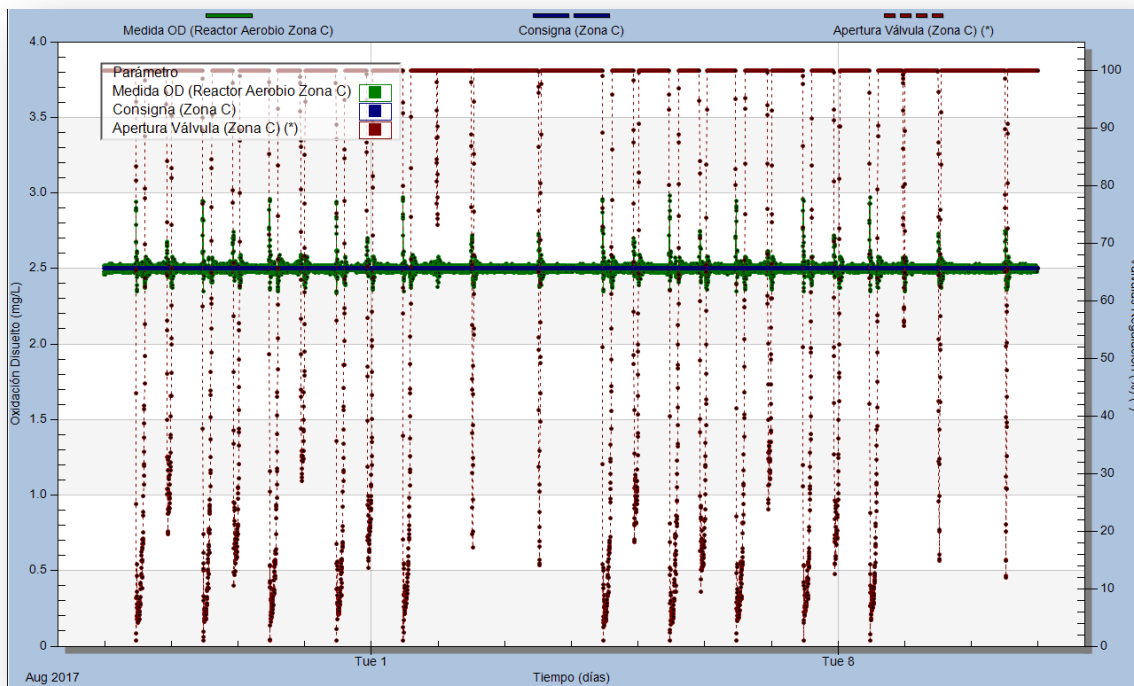 Medida OD (Reactor Aerobio Zona C)
Consigna (Zona C)
Apertura Válvula (Zona C) (*)
4.0
3.5
3.0
2.5
2.0
1.5
1.0
0.5
0
Oxidación Disuelto (mg/L)
Parámetro
Medida OD (Reactor Aerobio Zona C)
Consigna (Zona C)
Apertura Válvula (Zona C) (*)
100
90
80
70
60
50
40
30
20
10
0
Válvulas Regulación (%) (*)
Tue 1
Tue 8
Aug 2017
Tiempo (días)